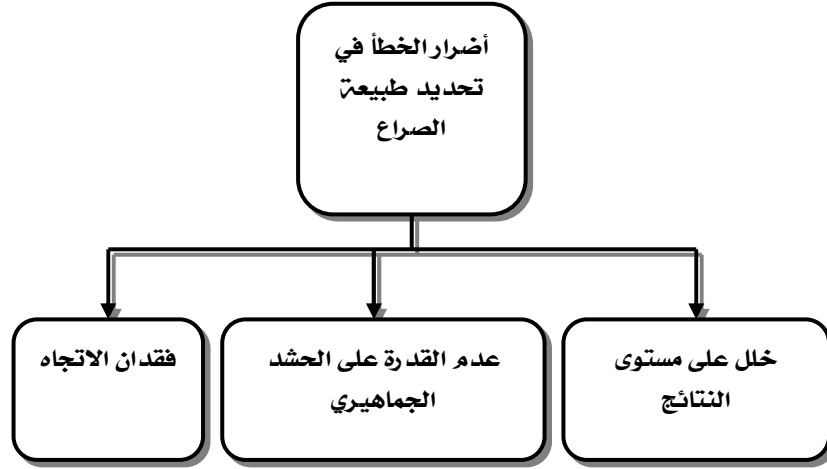 أضرار الخطأ في
تحديد طبيعة
الصراع
خلل على مستوى
النتائج
عدم القدرة على الحشد
الجماهيري
فقدان الاتجاه